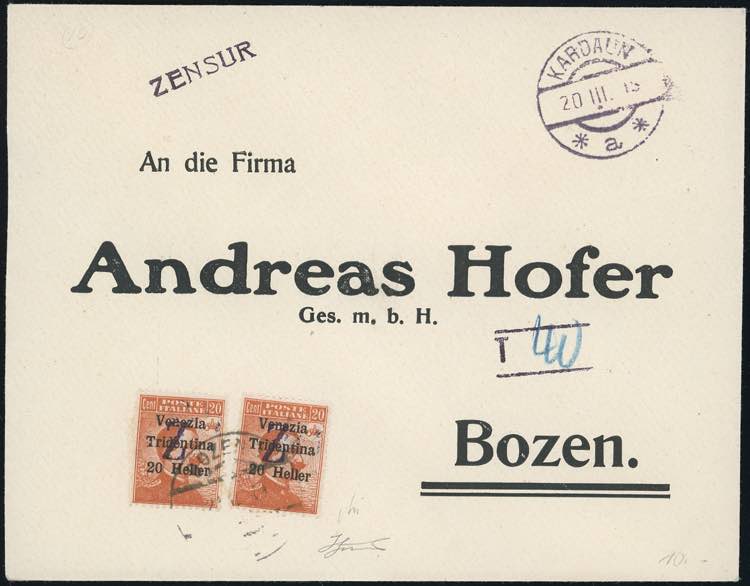 ZENSUR
KARDAUN
20 III. 19
* a *
An die Firma
Andreas Hofer
Ges. m. b. H.
T 40
Bozen.
Cent POSTE ITALIANE 20
Venezia
Tridentina
20 Heller
Cent POSTE ITALIANE 20
Venezia
Tridentina
20 Heller
10.-